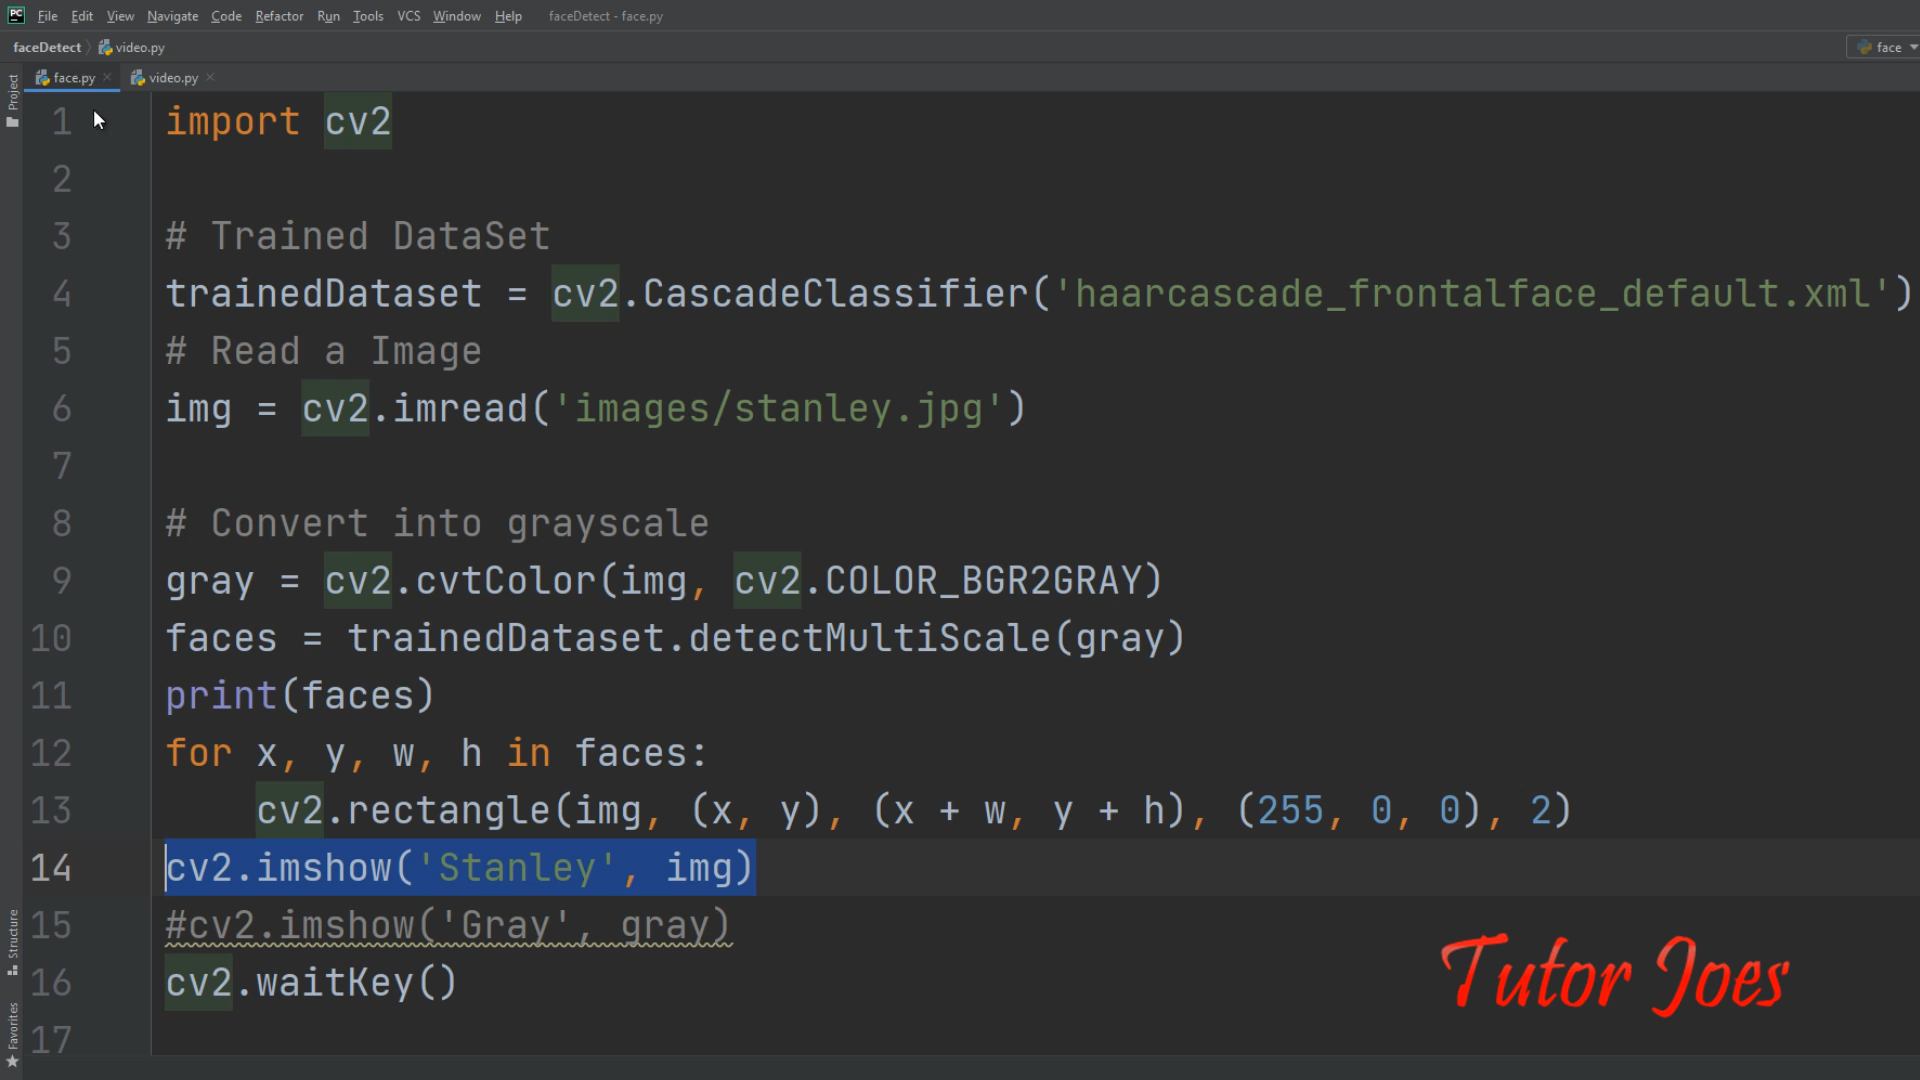 PC File Edit View Navigate Code Refactor Run Tools VCS Window Help faceDetect - face.py
faceDetect video.py face
face.py video.py
Project
1 import cv2
2
3 # Trained DataSet
4 trainedDataset = cv2.CascadeClassifier('haarcascade_frontalface_default.xml')
5 # Read a Image
6 img = cv2.imread('images/stanley.jpg')
7
8 # Convert into grayscale
9 gray = cv2.cvtColor(img, cv2.COLOR_BGR2GRAY)
10 faces = trainedDataset.detectMultiScale(gray)
11 print(faces)
12 for x, y, w, h in faces:
13     cv2.rectangle(img, (x, y), (x + w, y + h), (255, 0, 0), 2)
14 cv2.imshow('Stanley', img)
15 #cv2.imshow('Gray', gray)
16 cv2.waitKey()
17
Structure
Favorites
Tutor Joes